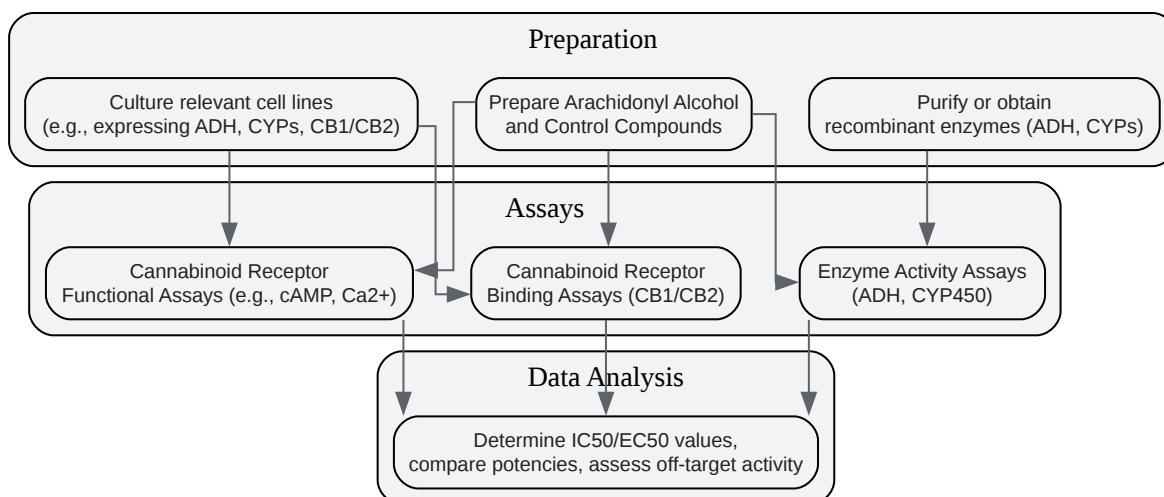 Preparation
Culture relevant cell lines
(e.g., expressing ADH, CYPs, CB1/CB2)
Prepare Arachidonyl Alcohol
and Control Compounds
Purify or obtain
recombinant enzymes (ADH, CYPs)
Assays
Cannabinoid Receptor
Functional Assays (e.g., cAMP, Ca2+)
Cannabinoid Receptor
Binding Assays (CB1/CB2)
Enzyme Activity Assays
(ADH, CYP450)
Data Analysis
Determine IC50/EC50 values,
compare potencies, assess off-target activity